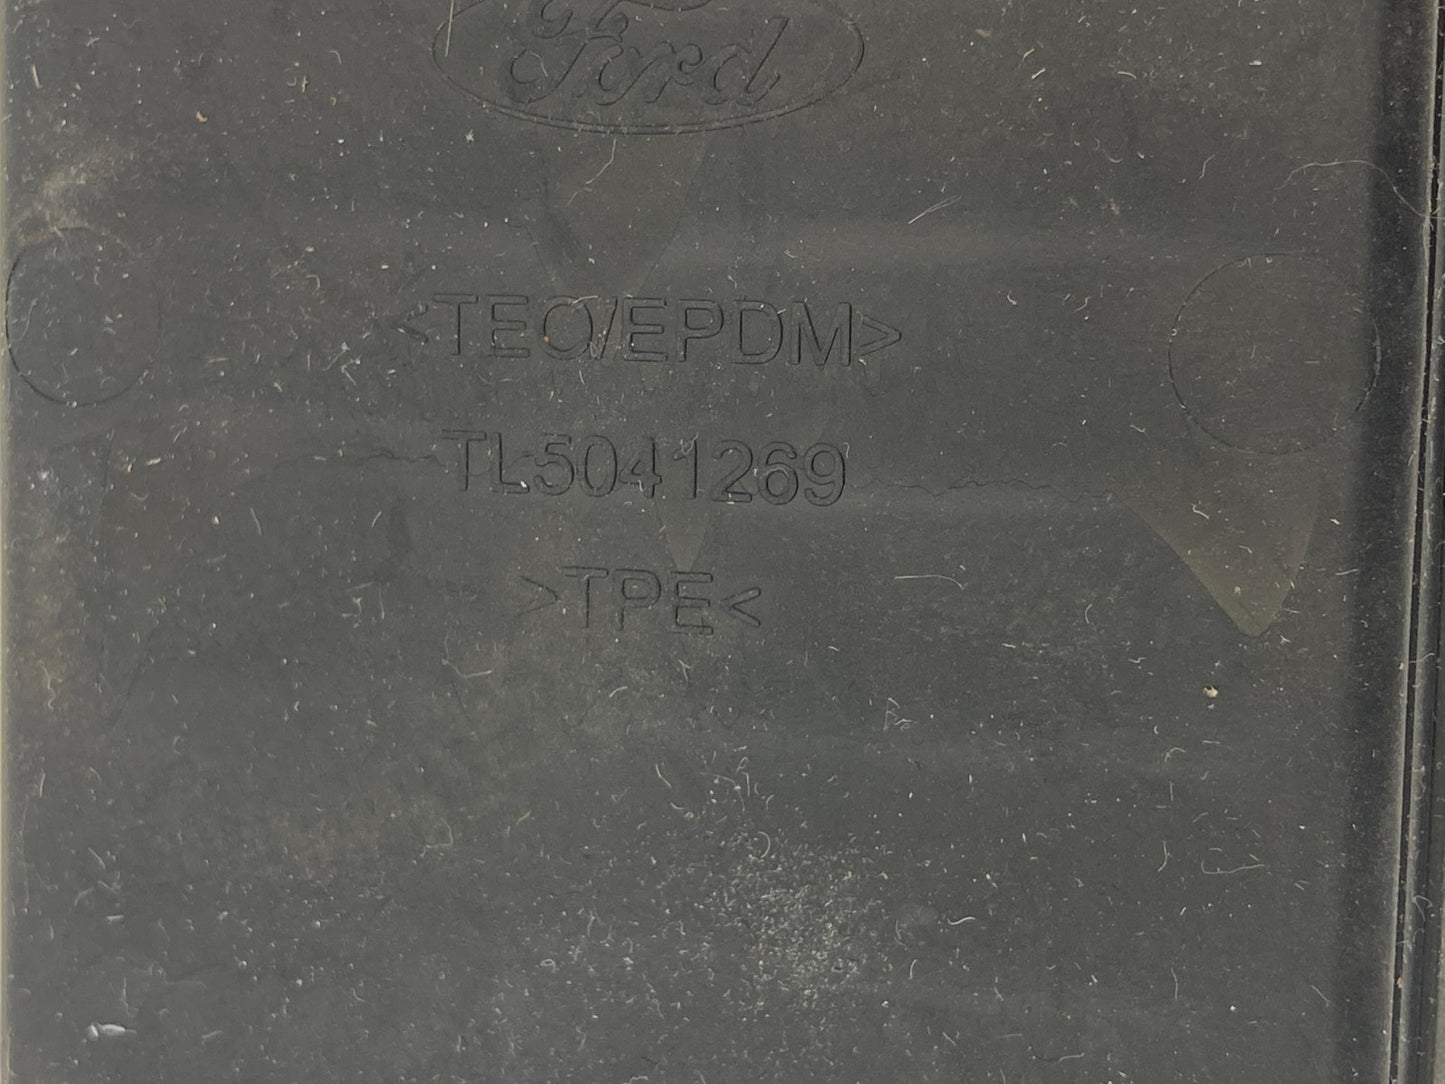 Ford
<TEO/EPDM>
TL5041269
>TPE<